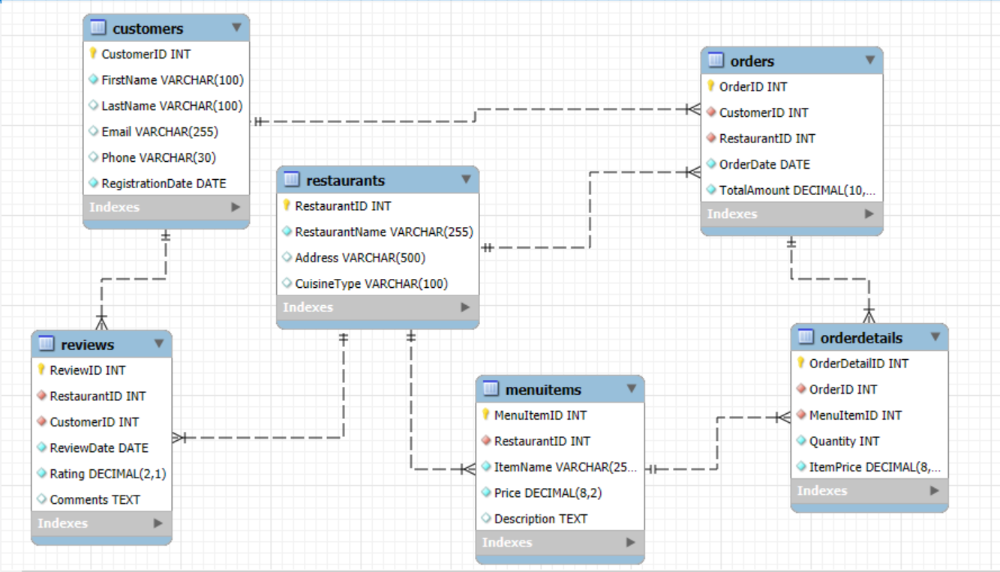 customers
CustomerID INT
FirstName VARCHAR(100)
LastName VARCHAR(100)
Email VARCHAR(255)
Phone VARCHAR(30)
RegistrationDate DATE
Indexes
restaurants
RestaurantID INT
RestaurantName VARCHAR(255)
Address VARCHAR(500)
CuisineType VARCHAR(100)
Indexes
orders
OrderID INT
CustomerID INT
RestaurantID INT
OrderDate DATE
TotalAmount DECIMAL(10,...
Indexes
reviews
ReviewID INT
RestaurantID INT
CustomerID INT
ReviewDate DATE
Rating DECIMAL(2,1)
Comments TEXT
Indexes
menuitems
MenuItemID INT
RestaurantID INT
ItemName VARCHAR(25...
Price DECIMAL(8,2)
Description TEXT
Indexes
orderdetails
OrderDetailID INT
OrderID INT
MenuItemID INT
Quantity INT
ItemPrice DECIMAL(8,...
Indexes